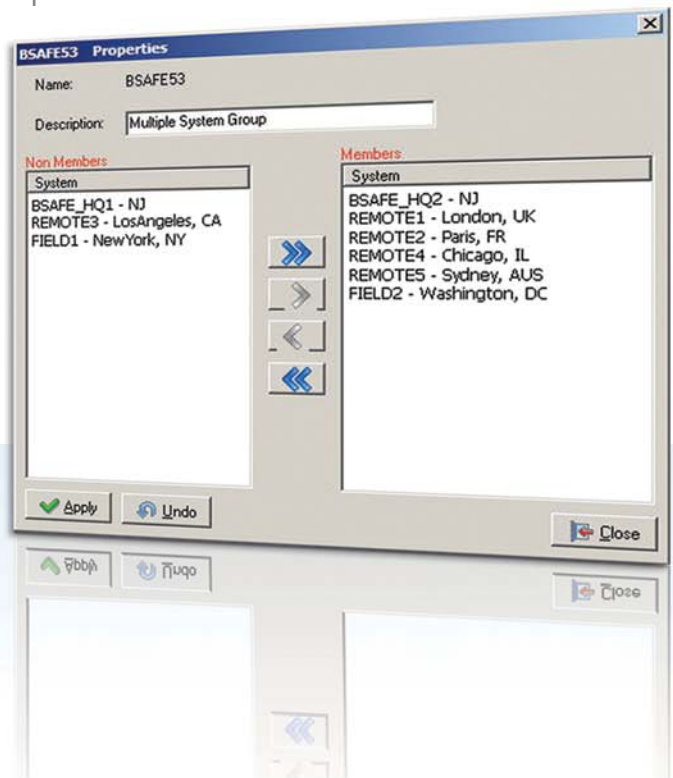 BSAFE53 Properties
Name: BSAFE53
Description: Multiple System Group
Non Members
System
BSAFE_HQ1 - NJ
REMOTE3 - LosAngeles, CA
FIELD1 - NewYork, NY
Members
System
BSAFE_HQ2 - NJ
REMOTE1 - London, UK
REMOTE2 - Paris, FR
REMOTE4 - Chicago, IL
REMOTE5 - Sydney, AUS
FIELD2 - Washington, DC
Apply
Undo
Close